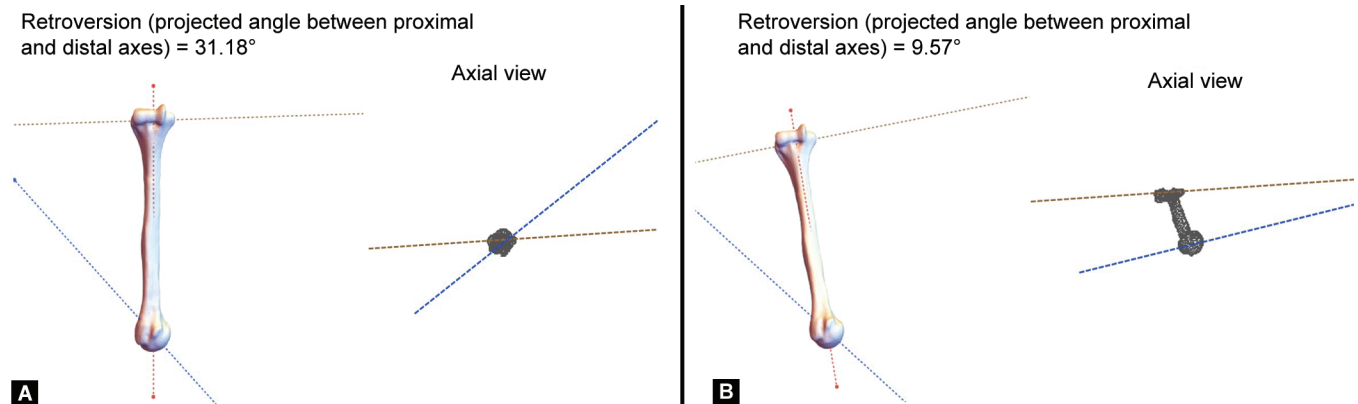 Retroversion (projected angle between proximal
and distal axes) = 31.18°
Axial view
A
Retroversion (projected angle between proximal
and distal axes) = 9.57°
Axial view
B